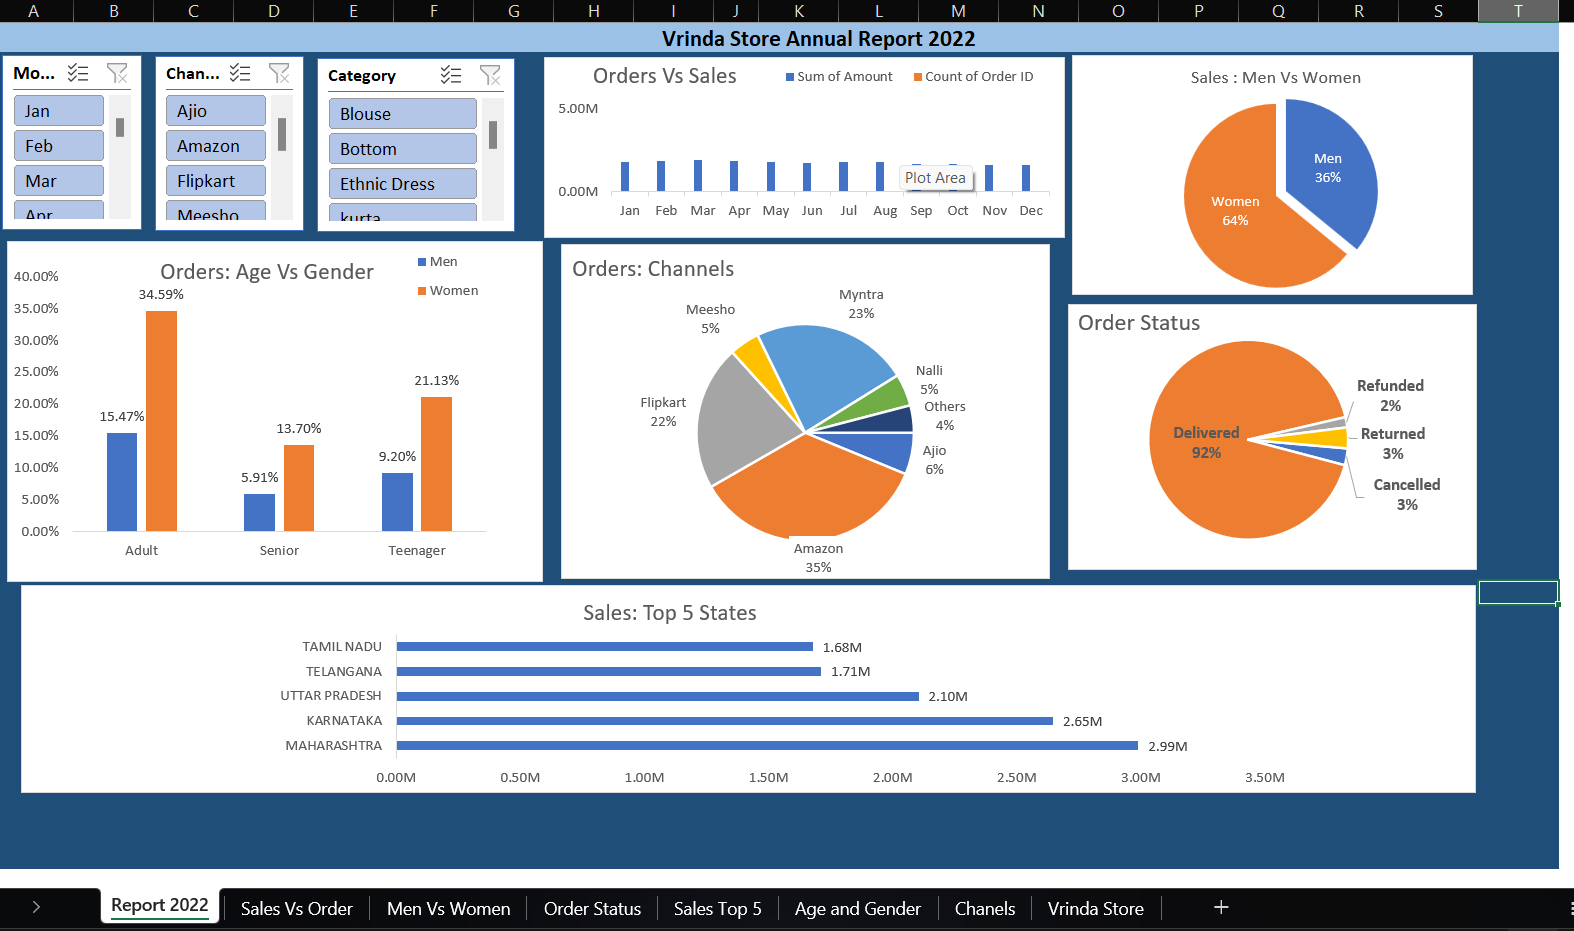 A B C D E F G H I J K L M N O P Q R S T
Vrinda Store Annual Report 2022
Mo...
Jan
Feb
Mar
Apr
Chan...
Ajio
Amazon
Flipkart
Meesho
Category
Blouse
Bottom
Ethnic Dress
kurta
Orders Vs Sales
Sum of Amount
Count of Order ID
5.00M
0.00M
Plot Area
Jan Feb Mar Apr May Jun Jul Aug Sep Oct Nov Dec
Sales : Men Vs Women
Men
36%
Women
64%
Orders: Age Vs Gender
Men
Women
40.00%
35.00%
30.00%
25.00%
20.00%
15.00%
10.00%
5.00%
0.00%
15.47%
34.59%
5.91%
13.70%
9.20%
21.13%
Adult Senior Teenager
Orders: Channels
Meesho
5%
Myntra
23%
Nalli
5%
Others
4%
Ajio
6%
Flipkart
22%
Amazon
35%
Order Status
Delivered
92%
Refunded
2%
Returned
3%
Cancelled
3%
Sales: Top 5 States
TAMIL NADU 1.68M
TELANGANA 1.71M
UTTAR PRADESH 2.10M
KARNATAKA 2.65M
MAHARASHTRA 2.99M
0.00M 0.50M 1.00M 1.50M 2.00M 2.50M 3.00M 3.50M
Report 2022 Sales Vs Order Men Vs Women Order Status Sales Top 5 Age and Gender Chanels Vrinda Store +